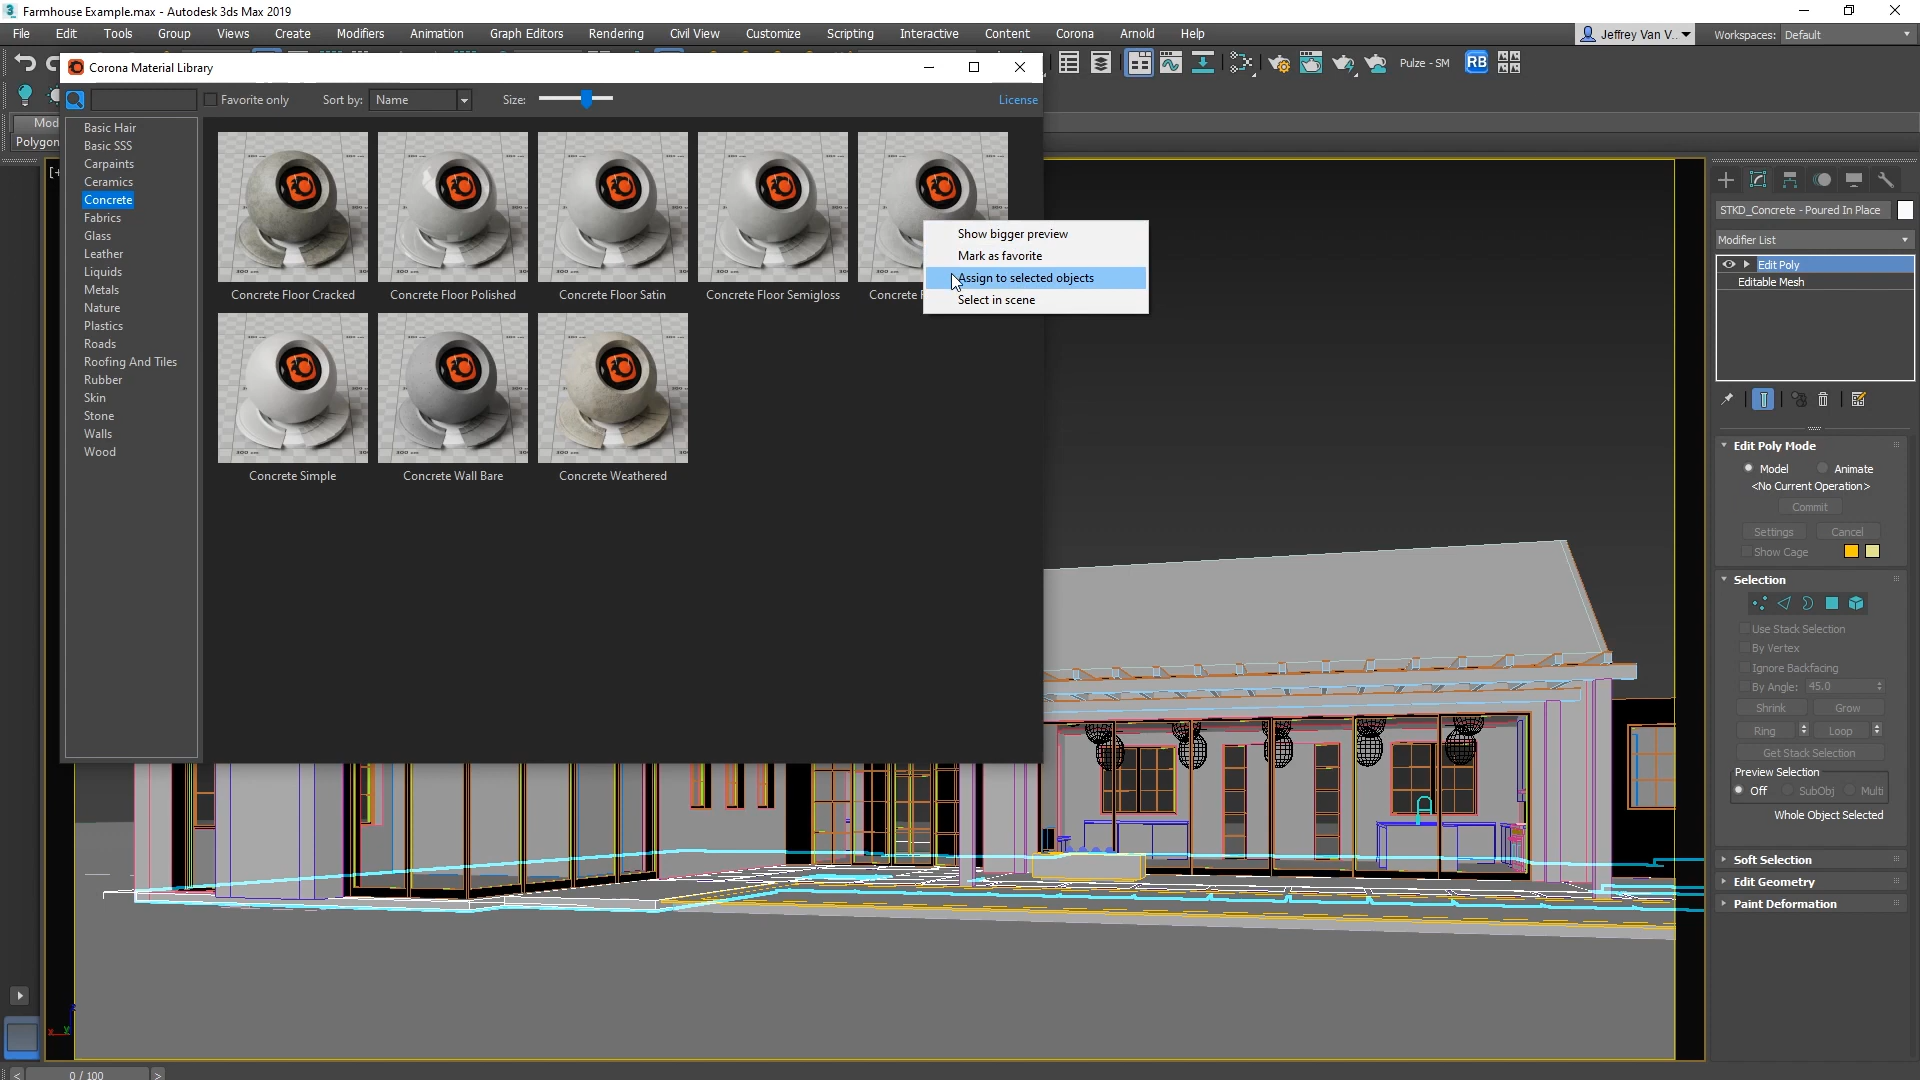 Farmhouse Example.max - Autodesk 3ds Max 2019
File Edit Tools Group Views Create Modifiers Animation Graph Editors Rendering Civil View Customize Scripting Interactive Content Corona Arnold Help
Jeffrey Van V.. Workspaces: Default
Corona Material Library
Pulze - SM RB
Favorite only Sort by: Name Size: License
Mod
Polygon
Basic Hair
Basic SSS
Carpaints
Ceramics
Concrete
Fabrics
Glass
Leather
Liquids
Metals
Nature
Plastics
Roads
Roofing And Tiles
Rubber
Skin
Stone
Walls
Wood
Concrete Floor Cracked
Concrete Floor Polished
Concrete Floor Satin
Concrete Floor Semigloss
Concrete
Concrete Simple
Concrete Wall Bare
Concrete Weathered
Show bigger preview
Mark as favorite
Assign to selected objects
Select in scene
[+
STKD_Concrete - Poured In Place
Modifier List
Edit Poly
Editable Mesh
Edit Poly Mode
Model Animate
<No Current Operation>
Commit
Settings Cancel
Show Cage
Selection
Use Stack Selection
By Vertex
Ignore Backfacing
By Angle: 45.0
Shrink Grow
Ring Loop
Get Stack Selection
Preview Selection
Off SubObj Multi
Whole Object Selected
Soft Selection
Edit Geometry
Paint Deformation
x y z
< 0 / 100 >